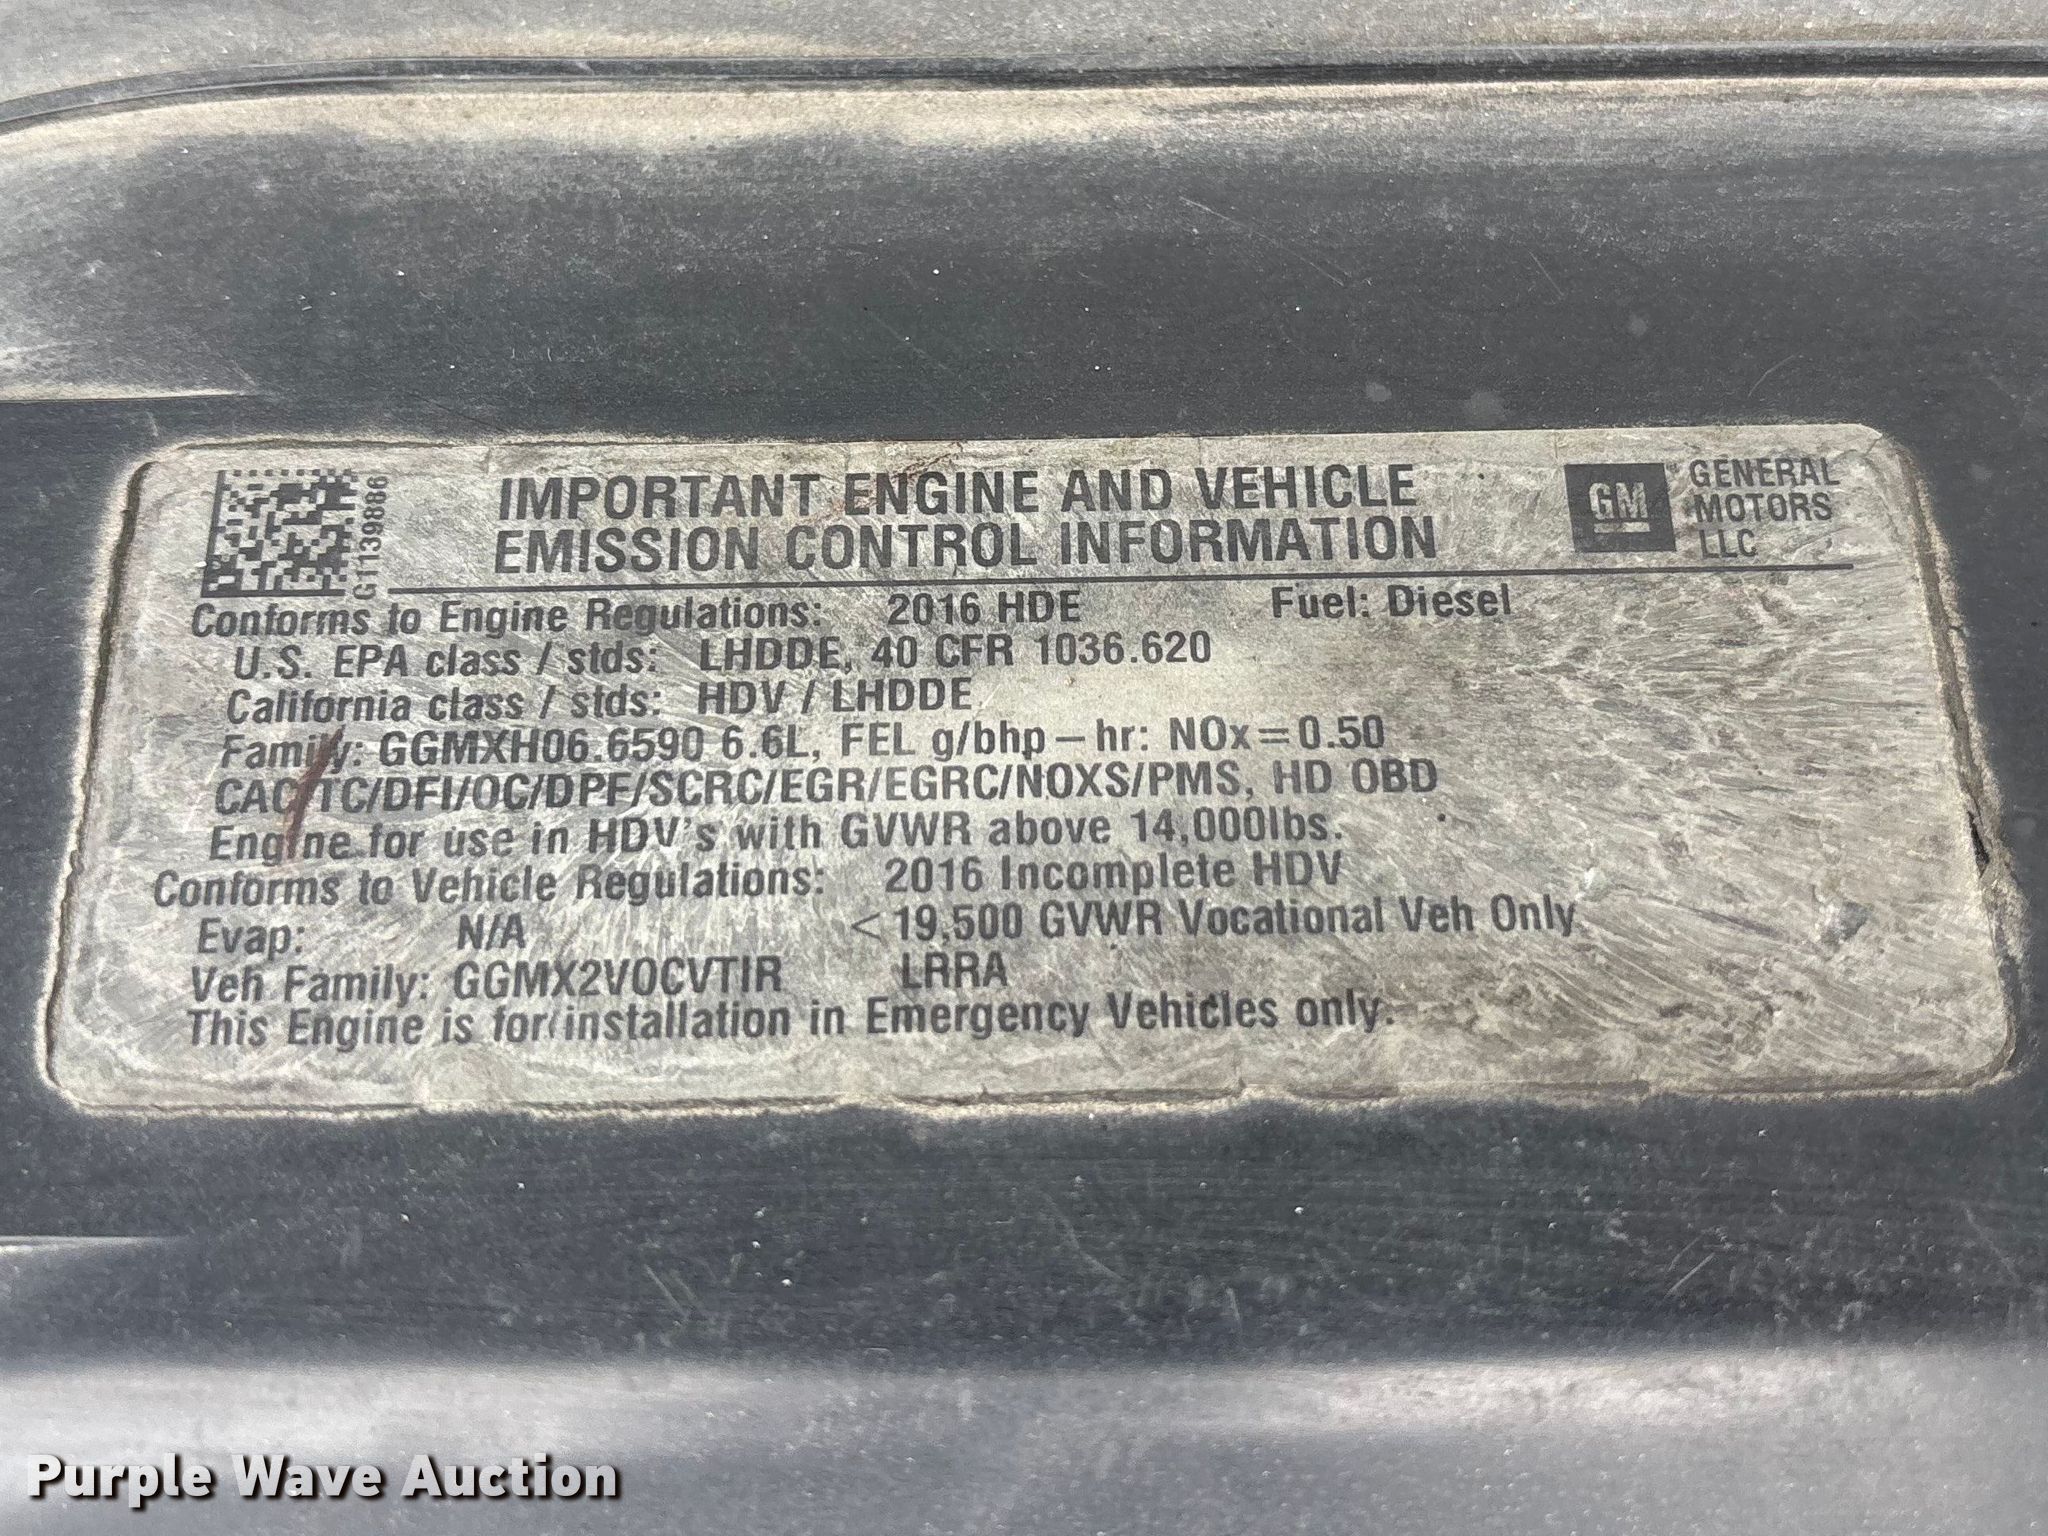 G1139886
IMPORTANT ENGINE AND VEHICLE
EMISSION CONTROL INFORMATION
GM
GENERAL
MOTORS
LLC
Conforms to Engine Regulations: 2016 HDE Fuel: Diesel
U.S. EPA class / stds: LHDDE, 40 CFR 1036.620
California class / stds: HDV / LHDDE
Family: GGMXH06.6590 6.6L, FEL g/bhp-hr: NOx=0.50
CAC/TC/DFI/OC/DPF/SCRC/EGR/EGRC/NOXS/PMS, HD OBD
Engine for use in HDV's with GVWR above 14,000lbs.
Conforms to Vehicle Regulations: 2016 Incomplete HDV
Evap: N/A < 19,500 GVWR Vocational Veh Only
Veh Family: GGMX2VOCVTIR LRRA
This Engine is for installation in Emergency Vehicles only.
Purple Wave Auction